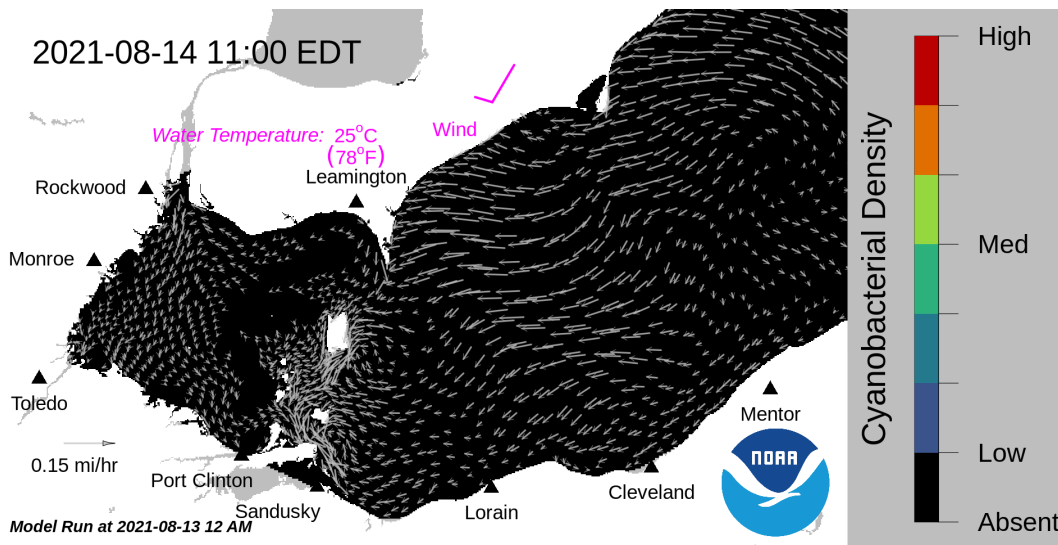 2021-08-14 11:00 EDT
High
Wind
Water Temperature: 25°C
(78°F)
Leamington
Rockwood
Cyanobacterial Density
Med
Monroe
Toledo
Mentor
0.15 mi/hr
NOAA
Low
Port Clinton
Sandusky
Lorain
Cleveland
Absent
Model Run at 2021-08-13 12 AM